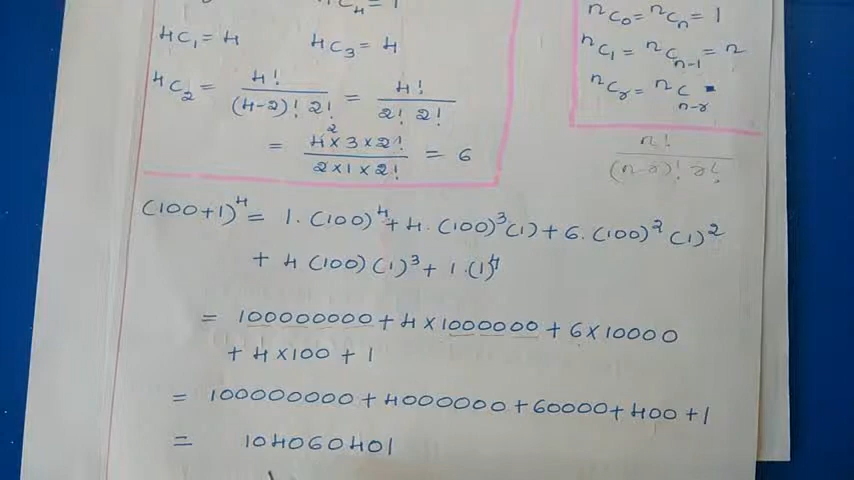 4C4 = 1
4C1 = 4 4C3 = 4
4C2 = 4! / (4-2)! 2! = 4! / 2! 2!
= 4 2 × 3 × 2! / 2 × 1 × 2! = 6
nC0 = nCn = 1
nC1 = nCn-1 = n
nCr = nCn-r
n! / (n-r)! r!
(100+1)^4 = 1.(100)^4 + 4.(100)^3 (1) + 6.(100)^2 (1)^2
+ 4 (100) (1)^3 + 1.(1)^4
= 100000000 + 4×1000000 + 6×10000
+ 4×100 + 1
= 100000000 + 4000000 + 60000 + 400 + 1
= 104060401